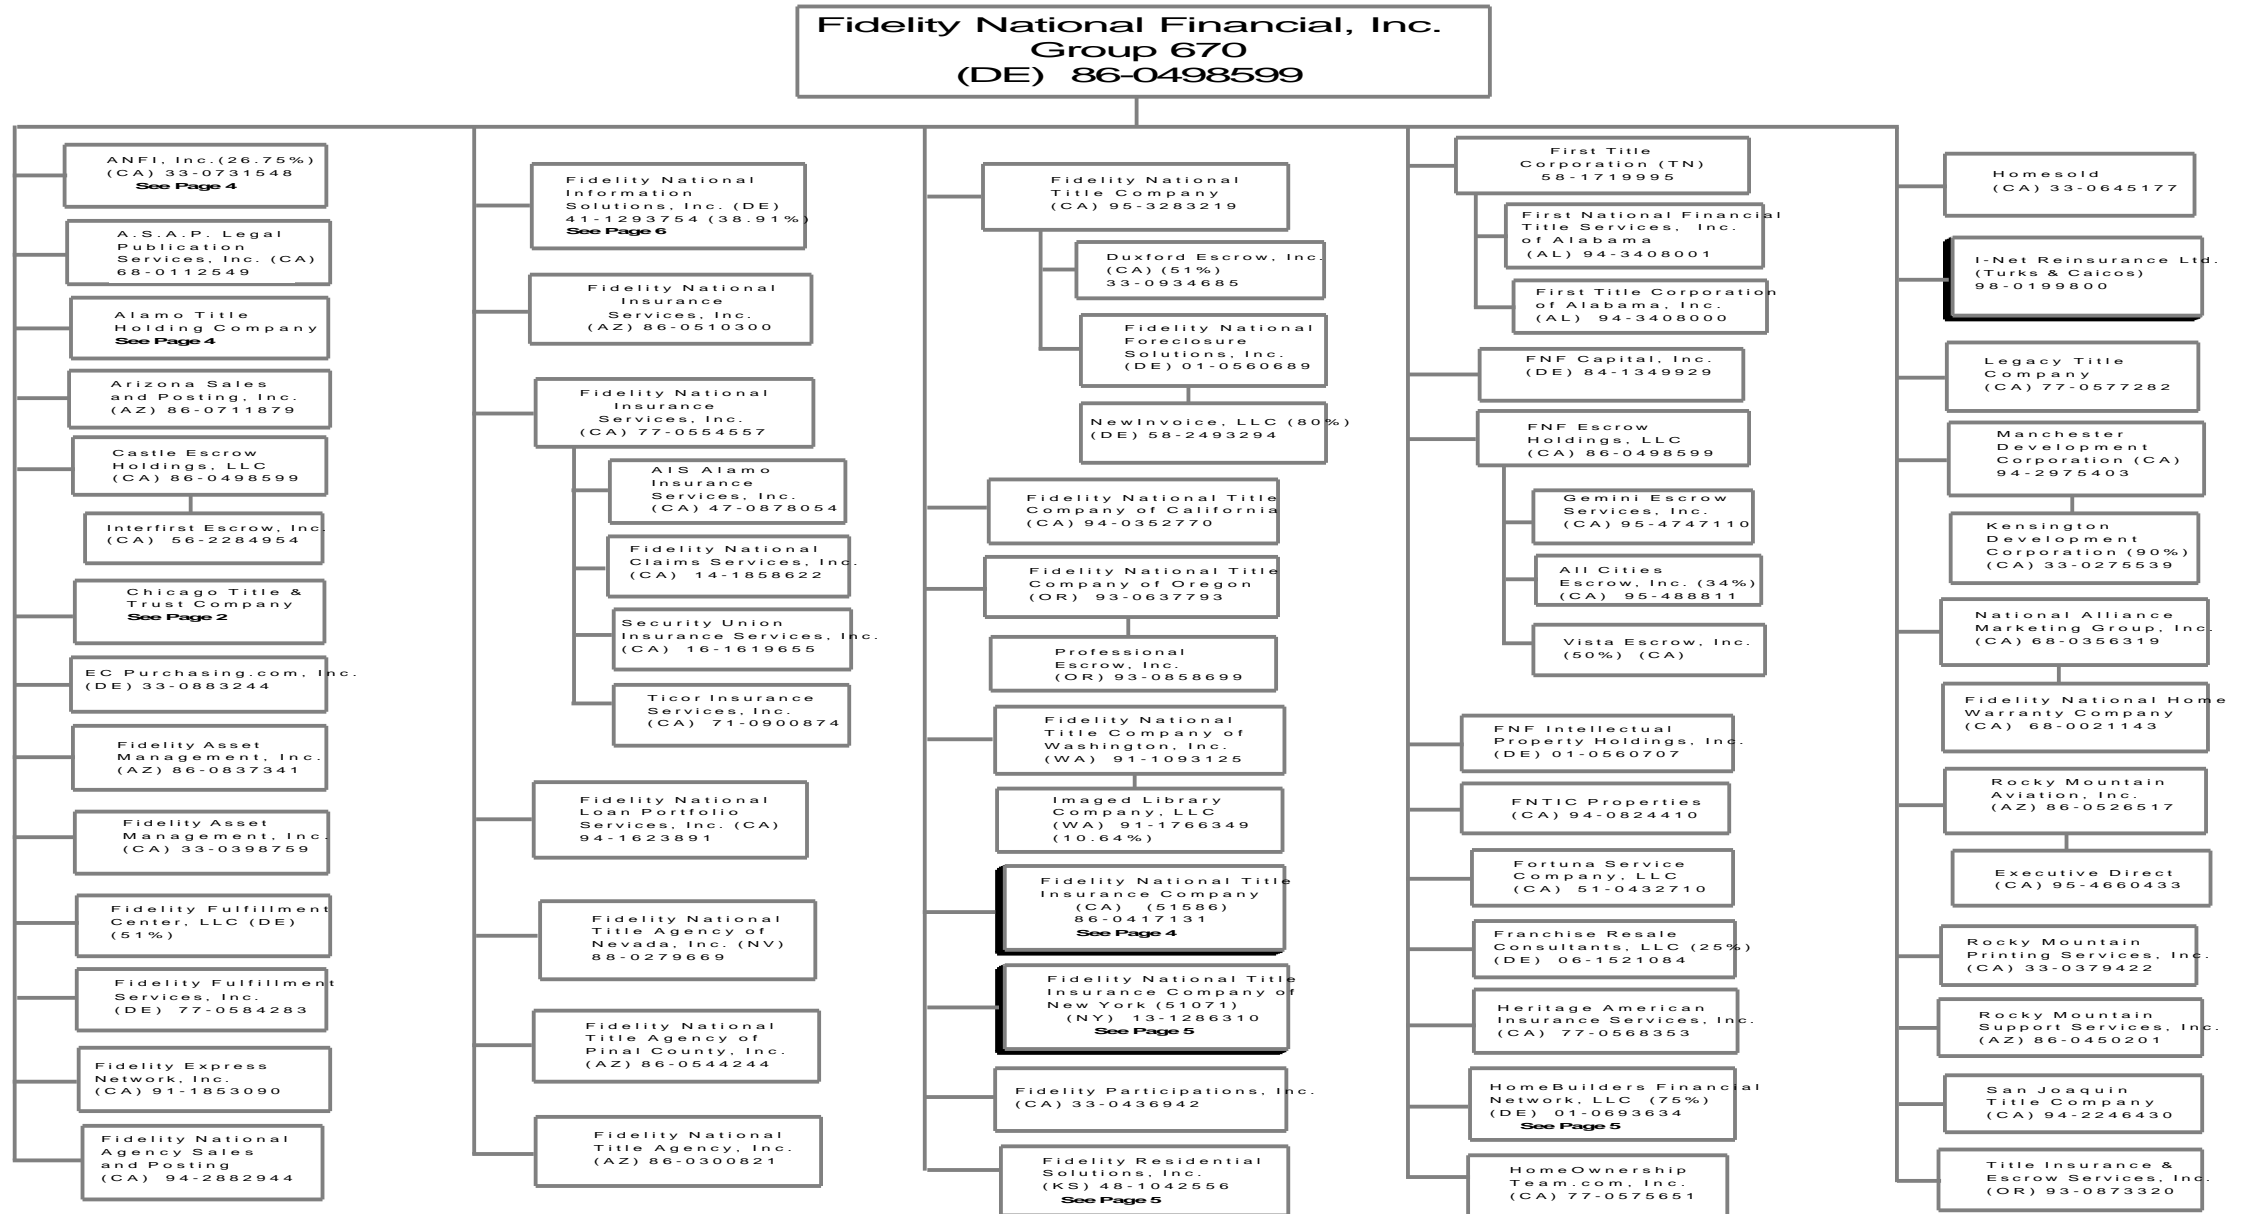 Fidelity National Financial, Inc.
Group 670
(DE) 86-0498599
ANFI, Inc.(26.75%)
(CA) 33-0731548
See Page 4
A.S.A.P. Legal
Publication
Services, Inc. (CA)
68-0112549
Alamo Title
Holding Company
See Page 4
Arizona Sales
and Posting, Inc.
(AZ) 86-0711879
Castle Escrow
Holdings, LLC
(CA) 86-0498599
Interfirst Escrow, Inc.
(CA) 56-2284954
Chicago Title &
Trust Company
See Page 2
EC Purchasing.com, Inc.
(DE) 33-0883244
Fidelity Asset
Management, Inc.
(AZ) 86-0837341
Fidelity Asset
Management, Inc.
(CA) 33-0398759
Fidelity Fulfillment
Center, LLC (DE)
(51%)
Fidelity Fulfillment
Services, Inc.
(DE) 77-0584283
Fidelity Express
Network, Inc.
(CA) 91-1853090
Fidelity National
Agency Sales
and Posting
(CA) 94-2882944
Fidelity National
Information
Solutions, Inc. (DE)
41-1293754 (38.91%)
See Page 6
Fidelity National
Insurance
Services, Inc.
(AZ) 86-0510300
Fidelity National
Insurance
Services, Inc.
(CA) 77-0554557
AIS Alamo
Insurance
Services, Inc.
(CA) 47-0878054
Fidelity National
Claims Services, Inc.
(CA) 14-1858622
Security Union
Insurance Services, Inc.
(CA) 16-1619655
Ticor Insurance
Services, Inc.
(CA) 71-0900874
Fidelity National
Loan Portfolio
Services, Inc. (CA)
94-1623891
Fidelity National
Title Agency of
Nevada, Inc. (NV)
88-0279669
Fidelity National
Title Agency of
Pinal County, Inc.
(AZ) 86-0544244
Fidelity National
Title Agency, Inc.
(AZ) 86-0300821
Fidelity National
Title Company
(CA) 95-3283219
Duxford Escrow, Inc.
(CA) (51%)
33-0934685
Fidelity National
Foreclosure
Solutions, Inc.
(DE) 01-0560689
NewInvoice, LLC (80%)
(DE) 58-2493294
Fidelity National Title
Company of California
(CA) 94-0352770
Fidelity National Title
Company of Oregon
(OR) 93-0637793
Professional
Escrow, Inc.
(OR) 93-0858699
Fidelity National
Title Company of
Washington, Inc.
(WA) 91-1093125
Imaged Library
Company, LLC
(WA) 91-1766349
(10.64%)
Fidelity National Title
Insurance Company
(CA) (51586)
86-0417131
See Page 4
Fidelity National Title
Insurance Company of
New York (51071)
(NY) 13-1286310
See Page 5
Fidelity Participations, Inc.
(CA) 33-0436942
Fidelity Residential
Solutions, Inc.
(KS) 48-1042556
See Page 5
First Title
Corporation (TN)
58-1719995
First National Financial
Title Services, Inc.
of Alabama
(AL) 94-3408001
First Title Corporation
of Alabama, Inc.
(AL) 94-3408000
FNF Capital, Inc.
(DE) 84-1349929
FNF Escrow
Holdings, LLC
(CA) 86-0498599
Gemini Escrow
Services, Inc.
(CA) 95-4747110
All Cities
Escrow, Inc. (34%)
(CA) 95-488811
Vista Escrow, Inc.
(50%) (CA)
FNF Intellectual
Property Holdings, Inc.
(DE) 01-0560707
FNTIC Properties
(CA) 94-0824410
Fortuna Service
Company, LLC
(CA) 51-0432710
Franchise Resale
Consultants, LLC (25%)
(DE) 06-1521084
Heritage American
Insurance Services, Inc.
(CA) 77-0568353
HomeBuilders Financial
Network, LLC (75%)
(DE) 01-0693634
See Page 5
HomeOwnership
Team.com, Inc.
(CA) 77-0575651
Homesold
(CA) 33-0645177
I-Net Reinsurance Ltd.
(Turks & Caicos)
98-0199800
Legacy Title
Company
(CA) 77-0577282
Manchester
Development
Corporation (CA)
94-2975403
Kensington
Development
Corporation (90%)
(CA) 33-0275539
National Alliance
Marketing Group, Inc.
(CA) 68-0356319
Fidelity National Home
Warranty Company
(CA) 68-0021143
Rocky Mountain
Aviation, Inc.
(AZ) 86-0526517
Executive Direct
(CA) 95-4660433
Rocky Mountain
Printing Services, Inc.
(CA) 33-0379422
Rocky Mountain
Support Services, Inc.
(AZ) 86-0450201
San Joaquin
Title Company
(CA) 94-2246430
Title Insurance &
Escrow Services, Inc.
(OR) 93-0873320